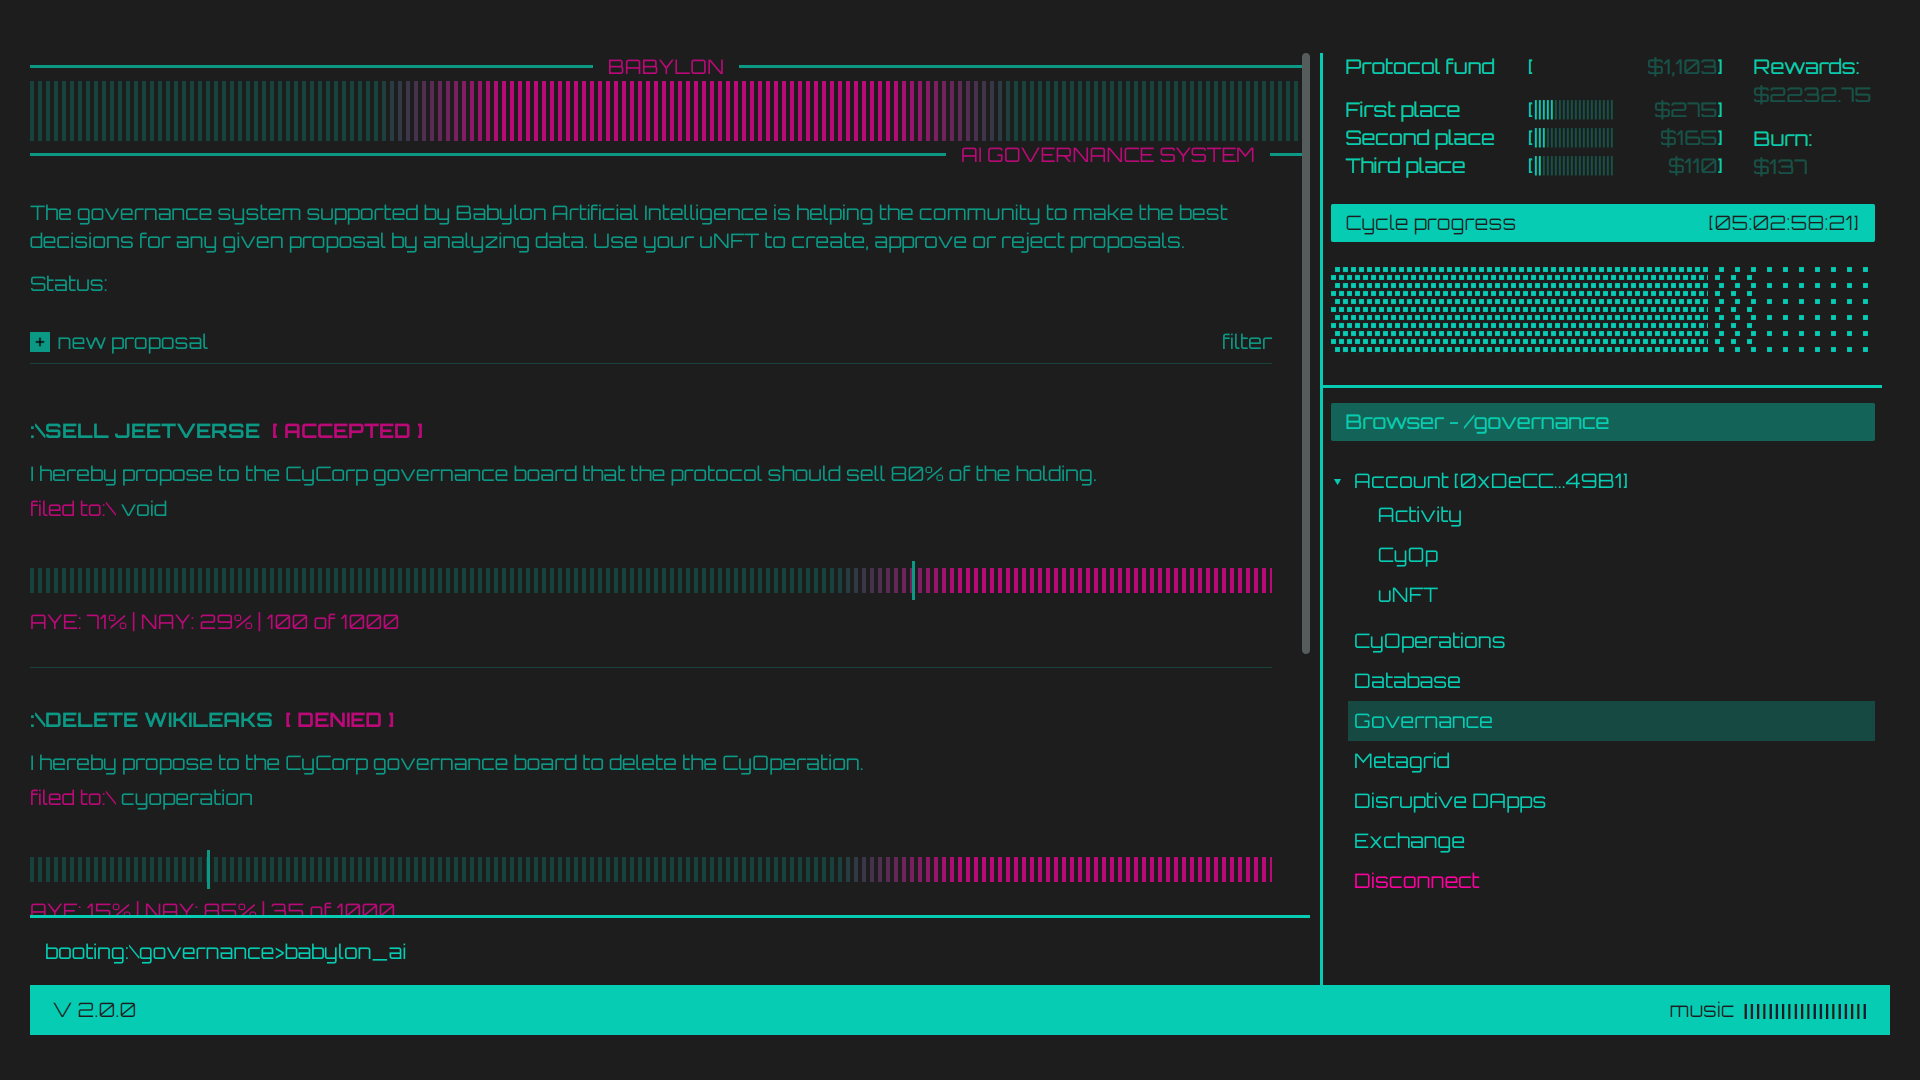 BABYLON
AI GOVERNANCE SYSTEM
The governance system supported by Babylon Artificial Intelligence is helping the community to make the best
decisions for any given proposal by analyzing data. Use your uNFT to create, approve or reject proposals.
Status:
+ new proposal
filter
:\SELL JEETVERSE [ ACCEPTED ]
I hereby propose to the CyCorp governance board that the protocol should sell 80% of the holding.
filed to:\ void
AYE: 71% | NAY: 29% | 100 of 1000
:\DELETE WIKILEAKS [ DENIED ]
I hereby propose to the CyCorp governance board to delete the CyOperation.
filed to:\ cyoperation
AYE: 15% | NAY: 85% | 35 of 1000
booting:\governance>babylon_ai
Protocol fund [ $1,103]
First place [ $275]
Second place [ $165]
Third place [ $110]
Rewards:
$2232.75
Burn:
$137
Cycle progress [05:02:58:21]
Browser - /governance
Account [0xDeCC...49B1]
Activity
CyOp
uNFT
CyOperations
Database
Governance
Metagrid
Disruptive DApps
Exchange
Disconnect
V 2.0.0
music